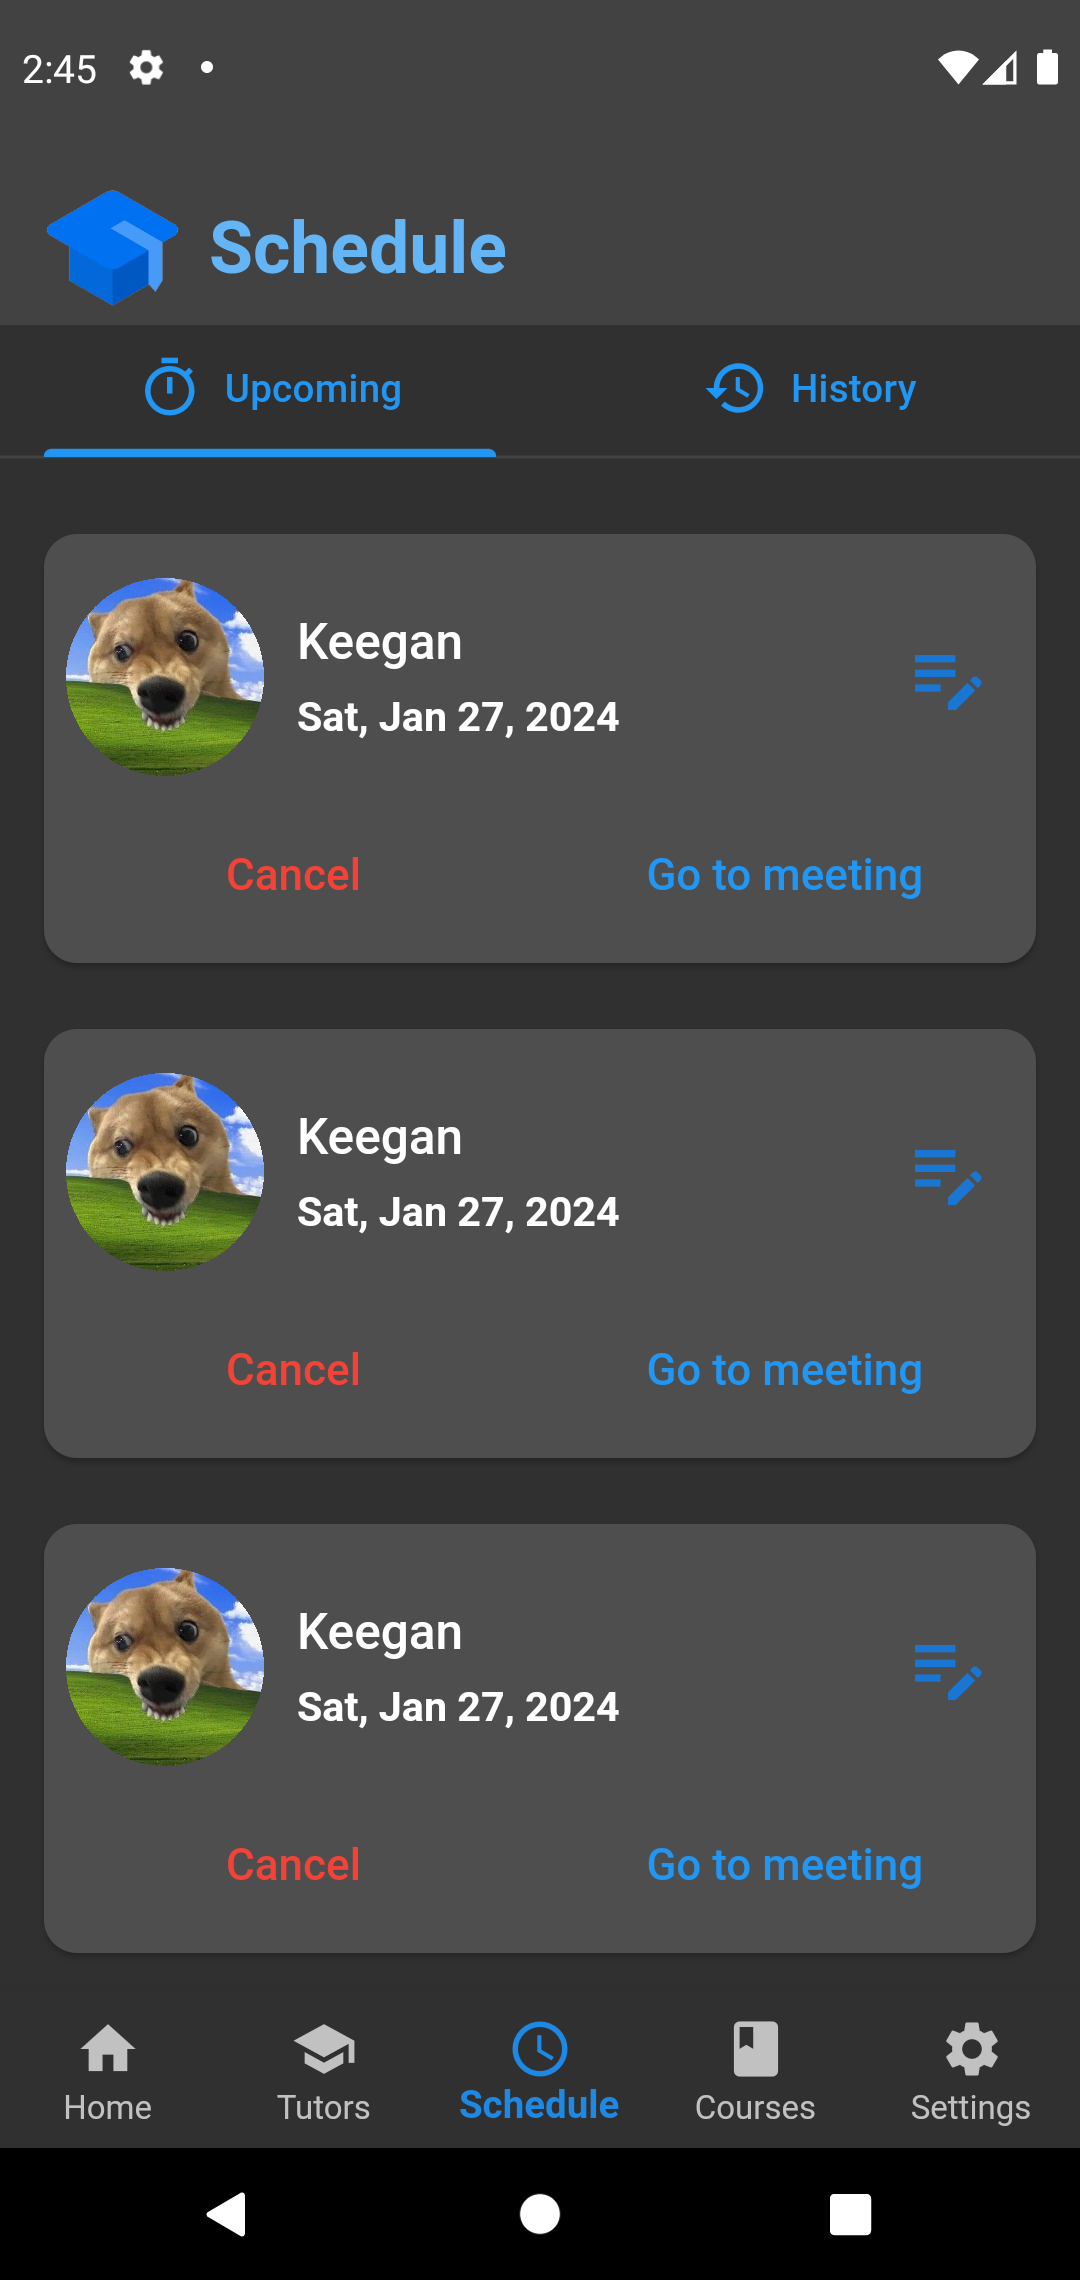 2:45
Schedule
Upcoming
History
Keegan
Sat, Jan 27, 2024
Cancel
Go to meeting
Keegan
Sat, Jan 27, 2024
Cancel
Go to meeting
Keegan
Sat, Jan 27, 2024
Cancel
Go to meeting
Home
Tutors
Schedule
Courses
Settings